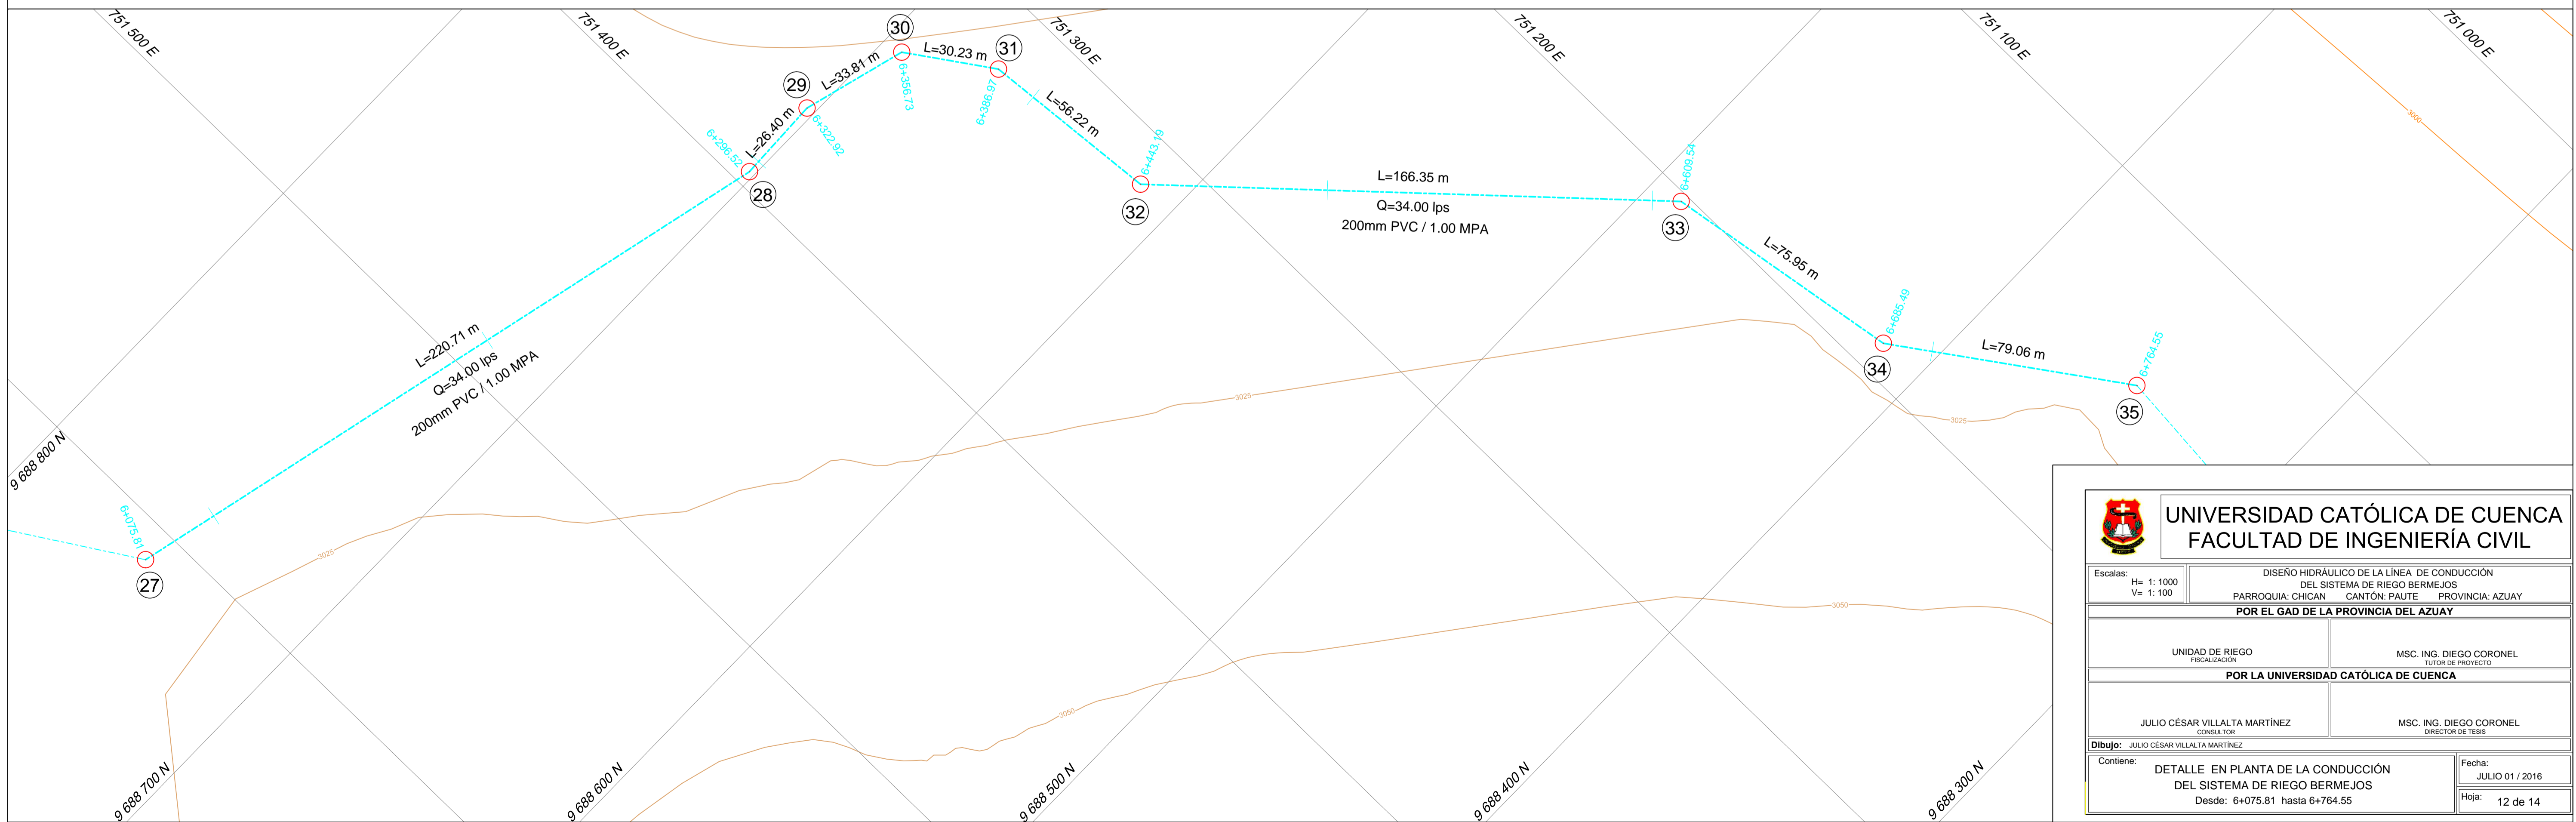 751 500 E
751 400 E
751 300 E
751 200 E
751 100 E
751 000 E
30
31
L=30.23 m
L=33.81 m
29
6+356.73
6+386.97
L=26.40 m
6+322.92
6+296.52
28
L=56.22 m
6+443.19
32
L=166.35 m
Q=34.00 lps
200mm PVC / 1.00 MPA
6+609.54
33
L=75.95 m
6+685.49
34
L=79.06 m
6+764.55
35
3000
L=220.71 m
Q=34.00 lps
200mm PVC / 1.00 MPA
3025
3025
9 688 800 N
6+075.81
27
3025
3050
3050
9 688 700 N
9 688 600 N
9 688 500 N
9 688 400 N
9 688 300 N
UNIVERSIDAD CATÓLICA DE CUENCA
FACULTAD DE INGENIERÍA CIVIL
Escalas:
H= 1: 1000
V= 1: 100
DISEÑO HIDRÁULICO DE LA LÍNEA DE CONDUCCIÓN
DEL SISTEMA DE RIEGO BERMEJOS
PARROQUIA: CHICAN CANTÓN: PAUTE PROVINCIA: AZUAY
POR EL GAD DE LA PROVINCIA DEL AZUAY
UNIDAD DE RIEGO
FISCALIZACIÓN
MSC. ING. DIEGO CORONEL
TUTOR DE PROYECTO
POR LA UNIVERSIDAD CATÓLICA DE CUENCA
JULIO CÉSAR VILLALTA MARTÍNEZ
CONSULTOR
MSC. ING. DIEGO CORONEL
DIRECTOR DE TESIS
Dibujo: JULIO CÉSAR VILLALTA MARTÍNEZ
Contiene:
DETALLE EN PLANTA DE LA CONDUCCIÓN
DEL SISTEMA DE RIEGO BERMEJOS
Desde: 6+075.81 hasta 6+764.55
Fecha:
JULIO 01 / 2016
Hoja: 12 de 14